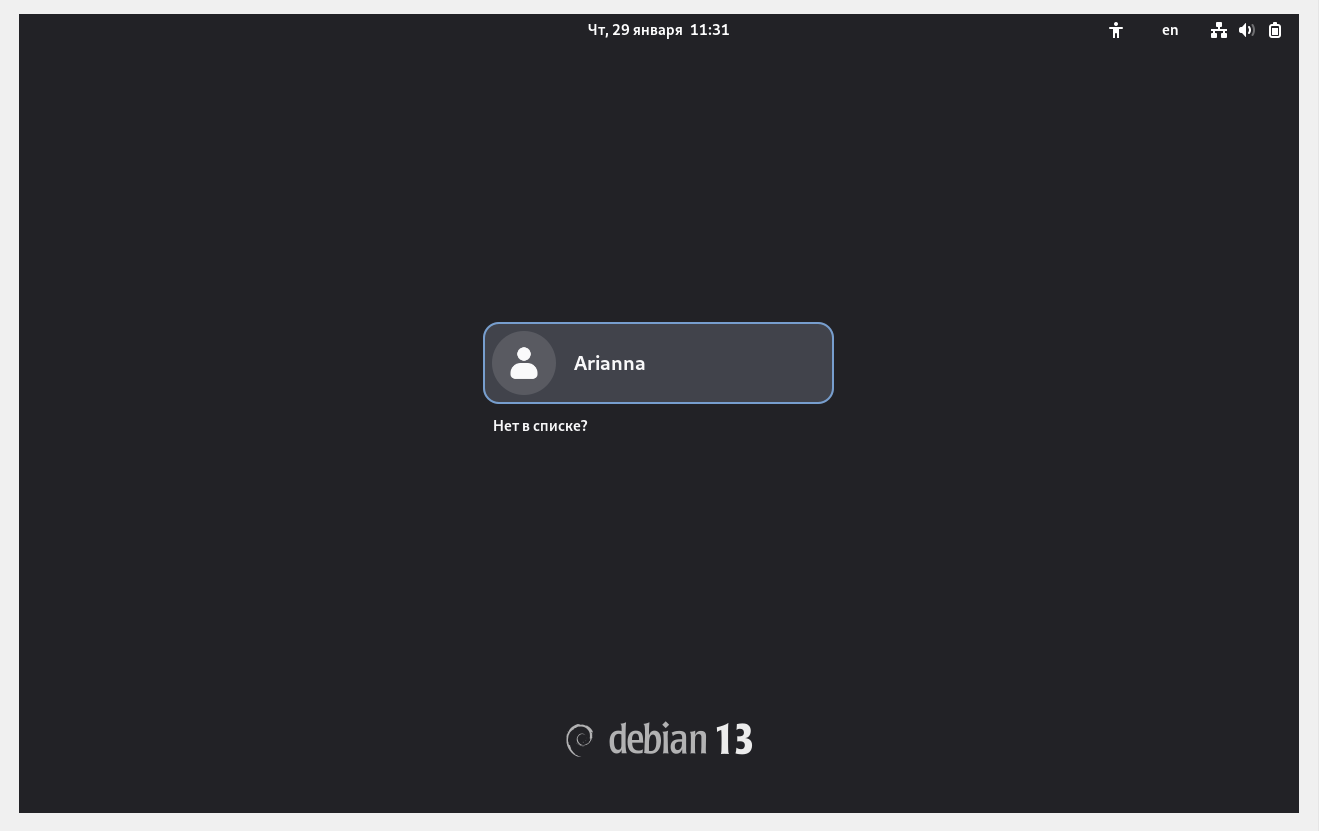 Чт, 29 января 11:31
en
Arianna
Нет в списке?
debian 13